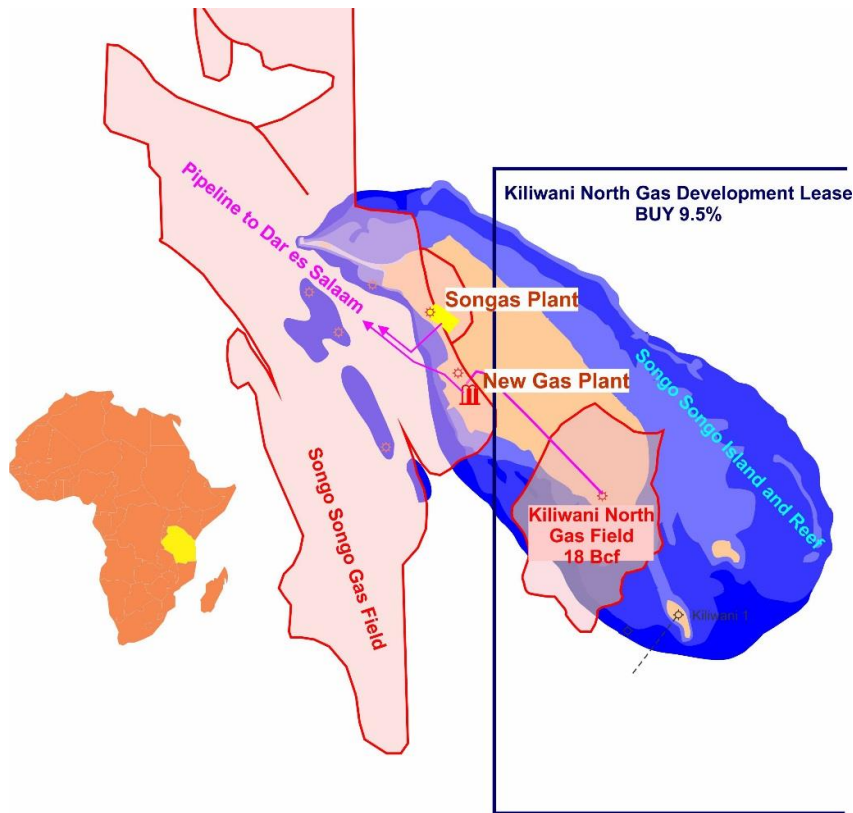 Kiliwani North Gas Development Lease
BUY 9.5%
Pipeline to Dar es Salaam
Songas Plant
New Gas Plant
Songo Songo Island and Reef
Songo Songo Gas Field
Kiliwani North
Gas Field
18 Bcf
Kiliwani 1